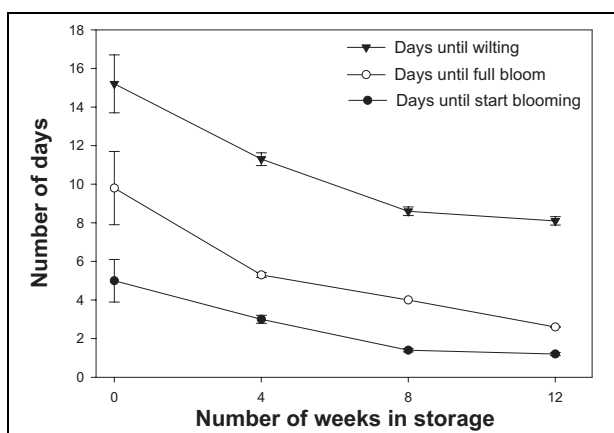 18
16
14
12
10
8
6
4
2
0
Number of days
Days until wilting
Days until full bloom
Days until start blooming
0 4 8 12
Number of weeks in storage